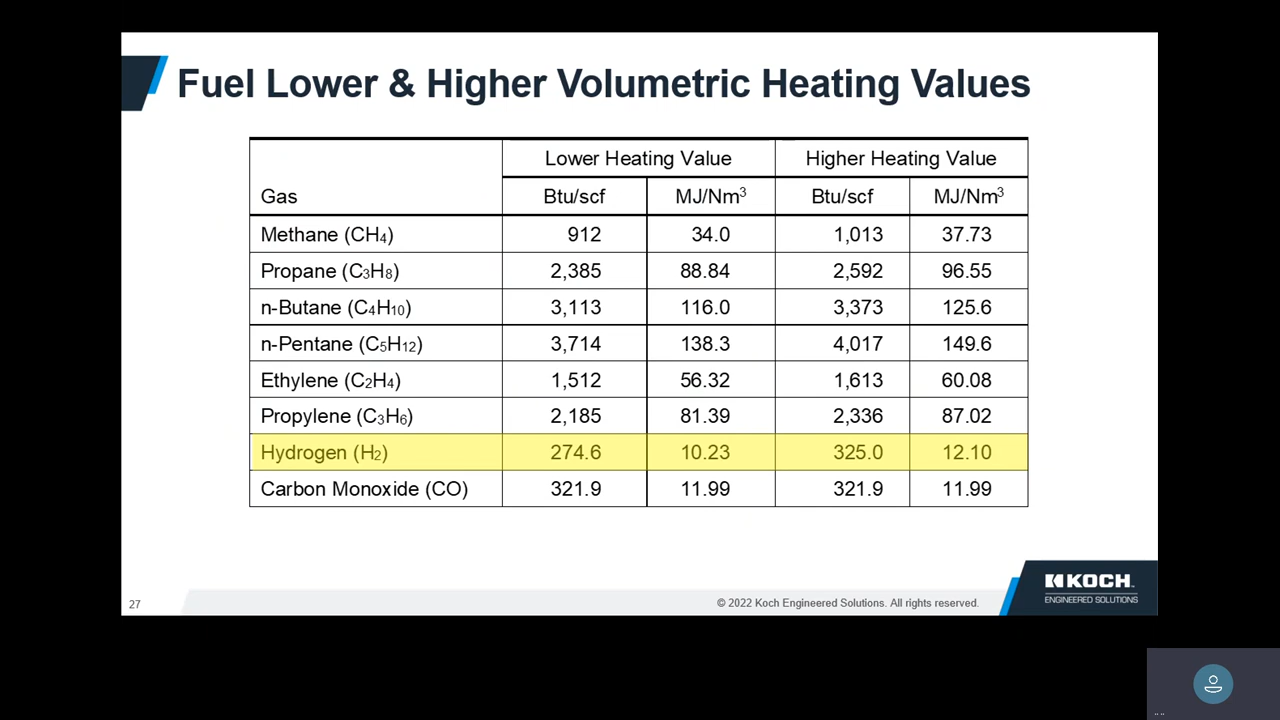 Fuel Lower & Higher Volumetric Heating Values
Lower Heating Value Higher Heating Value
Gas Btu/scf MJ/Nm³ Btu/scf MJ/Nm³
Methane (CH₄) 912 34.0 1,013 37.73
Propane (C₃H₈) 2,385 88.84 2,592 96.55
n-Butane (C₄H₁₀) 3,113 116.0 3,373 125.6
n-Pentane (C₅H₁₂) 3,714 138.3 4,017 149.6
Ethylene (C₂H₄) 1,512 56.32 1,613 60.08
Propylene (C₃H₆) 2,185 81.39 2,336 87.02
Hydrogen (H₂) 274.6 10.23 325.0 12.10
Carbon Monoxide (CO) 321.9 11.99 321.9 11.99
27
© 2022 Koch Engineered Solutions. All rights reserved.
KOCH™
ENGINEERED SOLUTIONS